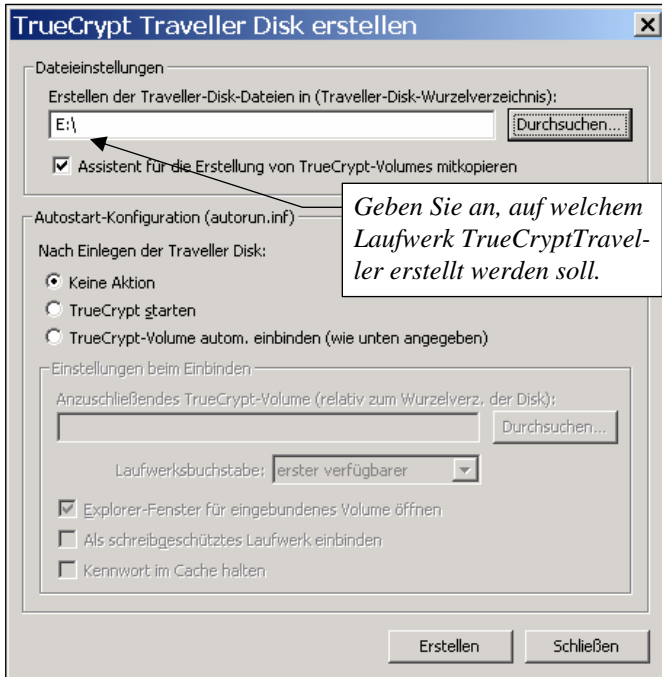 TrueCrypt Traveller Disk erstellen
Dateieinstellungen
Erstellen der Traveller-Disk-Dateien in (Traveller-Disk-Wurzelverzeichnis):
E:\
Durchsuchen...
Assistent für die Erstellung von TrueCrypt-Volumes mitkopieren
Geben Sie an, auf welchem
Laufwerk TrueCryptTravel-
ler erstellt werden soll.
Autostart-Konfiguration (autorun.inf)
Nach Einlegen der Traveller Disk:
Keine Aktion
TrueCrypt starten
TrueCrypt-Volume autom. einbinden (wie unten angegeben)
Einstellungen beim Einbinden
Anzuschließendes TrueCrypt-Volume (relativ zum Wurzelverz. der Disk):
Durchsuchen...
Laufwerksbuchstabe: erster verfügbarer
Explorer-Fenster für eingebundenes Volume öffnen
Als schreibgeschütztes Laufwerk einbinden
Kennwort im Cache halten
Erstellen
Schließen